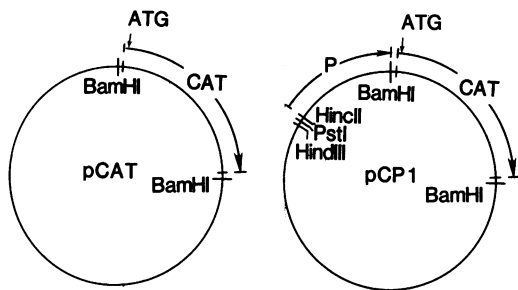 ATG
CAT
BamHI
BamHI
pCAT
ATG
P
CAT
BamHI
HincII
PstI
HindIII
BamHI
pCP1